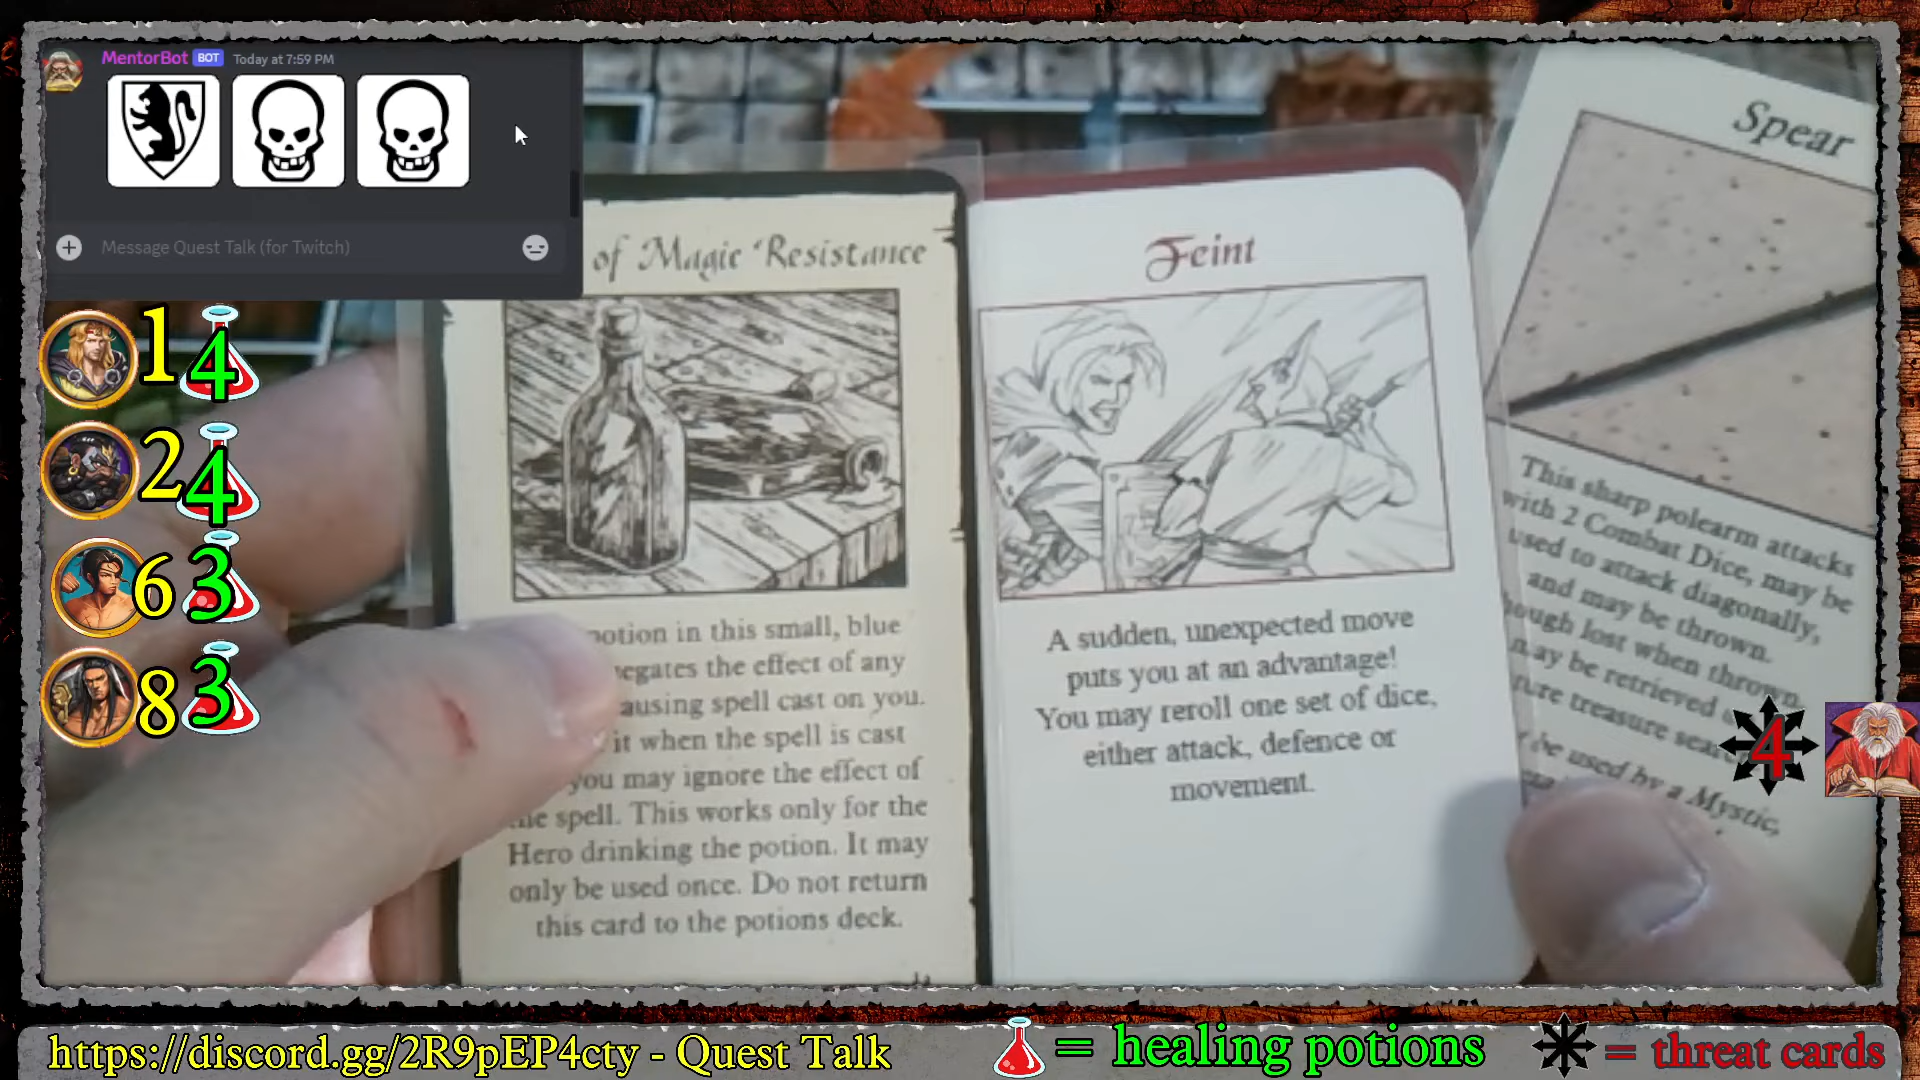 MentorBot BOT Today at 7:59 PM
Message Quest Talk (for Twitch)
1 4
2 4
6 3
8 3
of Magic Resistance
potion in this small, blue
negates the effect of any
causing spell cast on you.
it when the spell is cast
you may ignore the effect of
the spell. This works only for the
Hero drinking the potion. It may
only be used once. Do not return
this card to the potions deck.
Feint
A sudden, unexpected move
puts you at an advantage!
You may reroll one set of dice,
either attack, defence or
movement.
Spear
This sharp polearm attacks
with 2 Combat Dice, may be
used to attack diagonally,
and may be thrown.
though lost when thrown
may be retrieved
treasure
be used by a Mystic,
4
https://discord.gg/2R9pEP4cty - Quest Talk
= healing potions
= threat cards